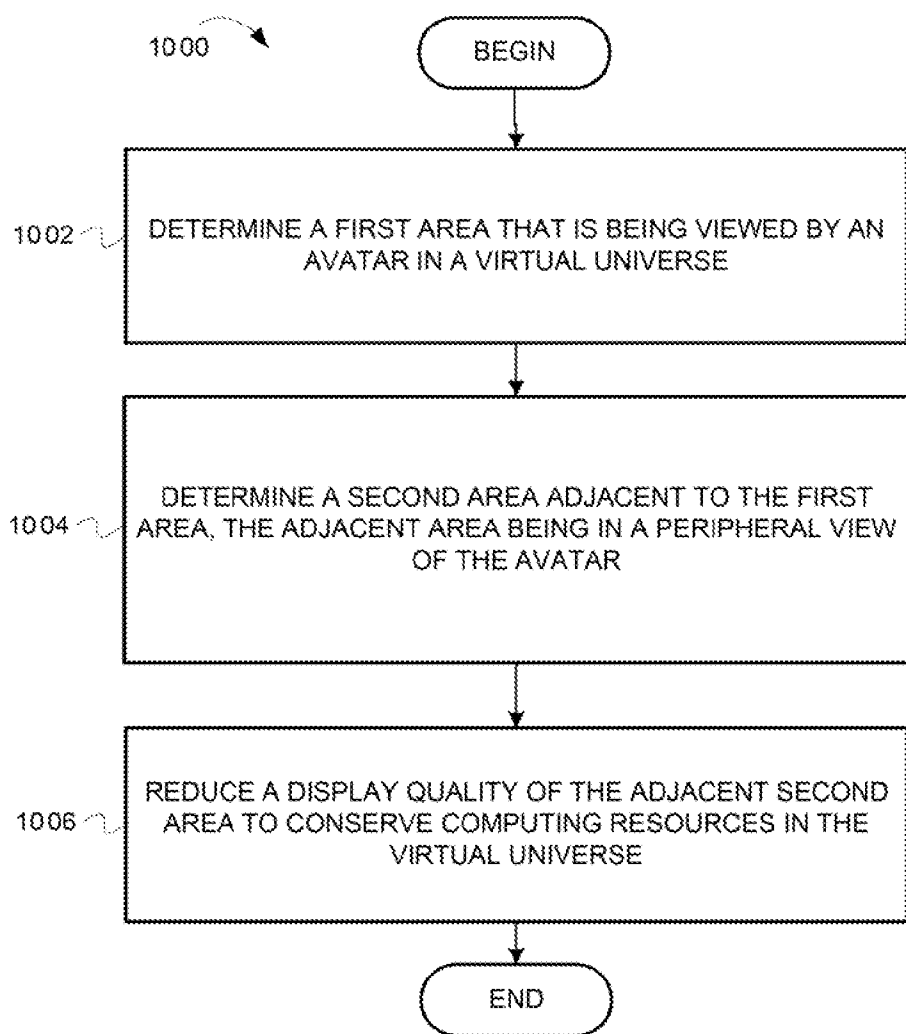 1000
BEGIN
1002
DETERMINE A FIRST AREA THAT IS BEING VIEWED BY AN
AVATAR IN A VIRTUAL UNIVERSE
1004
DETERMINE A SECOND AREA ADJACENT TO THE FIRST
AREA, THE ADJACENT AREA BEING IN A PERIPHERAL VIEW
OF THE AVATAR
1006
REDUCE A DISPLAY QUALITY OF THE ADJACENT SECOND
AREA TO CONSERVE COMPUTING RESOURCES IN THE
VIRTUAL UNIVERSE
END